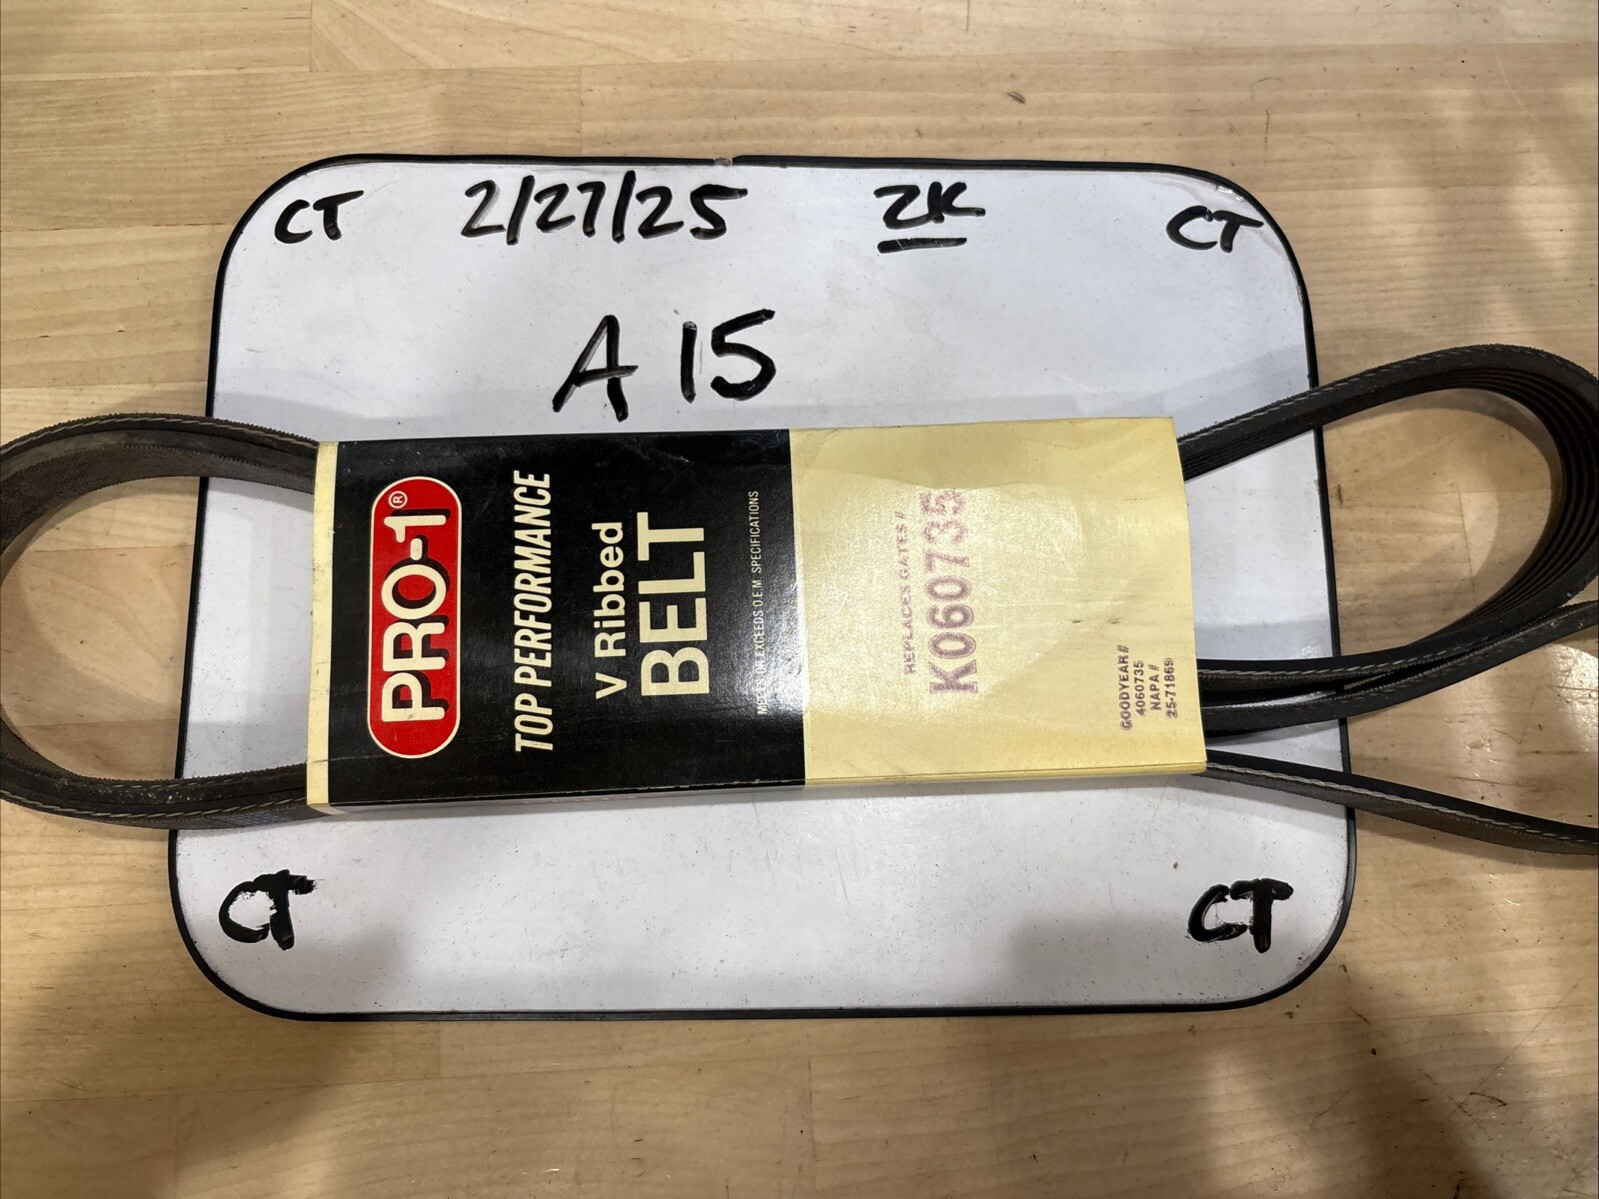 CT 2/27/25 ZK CT
A 15
PRO-1®
TOP PERFORMANCE
V Ribbed
BELT
MEETS OR EXCEEDS O.E.M. SPECIFICATIONS
REPLACES GATES #
K060735
GOODYEAR#
4060735
NAPA #
25-71869
CT CT